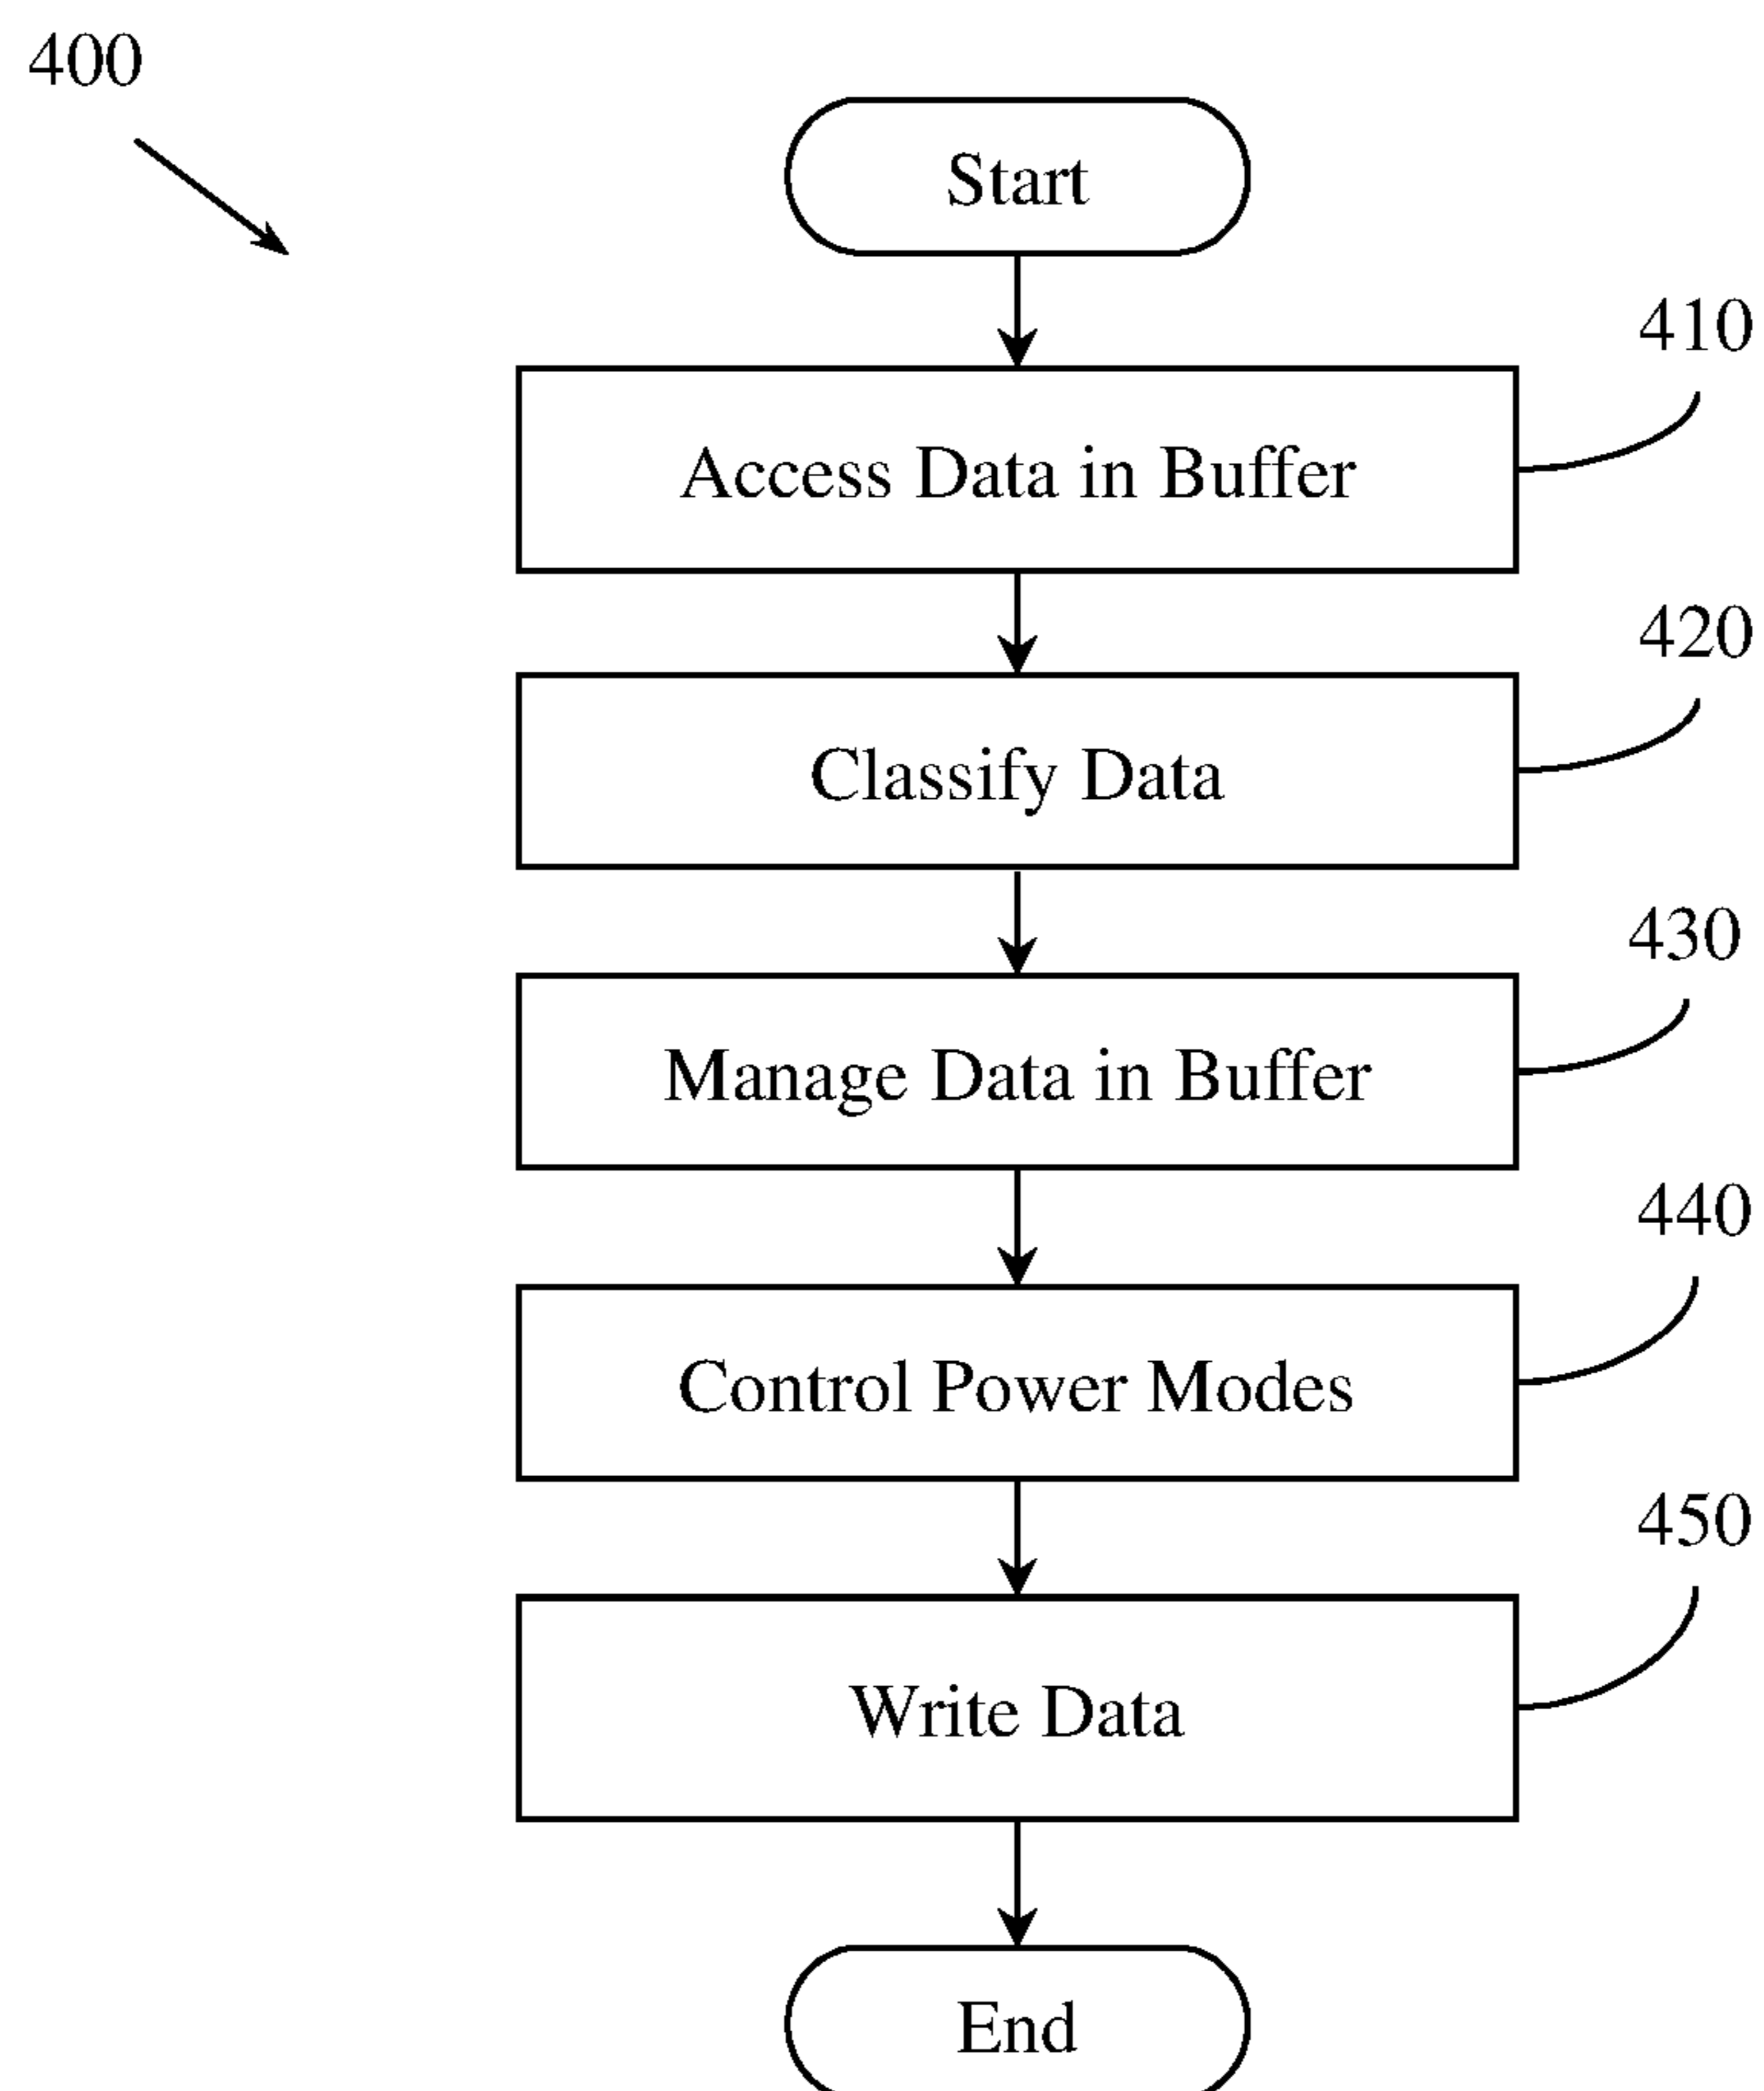 400
Start
410
Access Data in Buffer
420
Classify Data
430
Manage Data in Buffer
440
Control Power Modes
450
Write Data
End